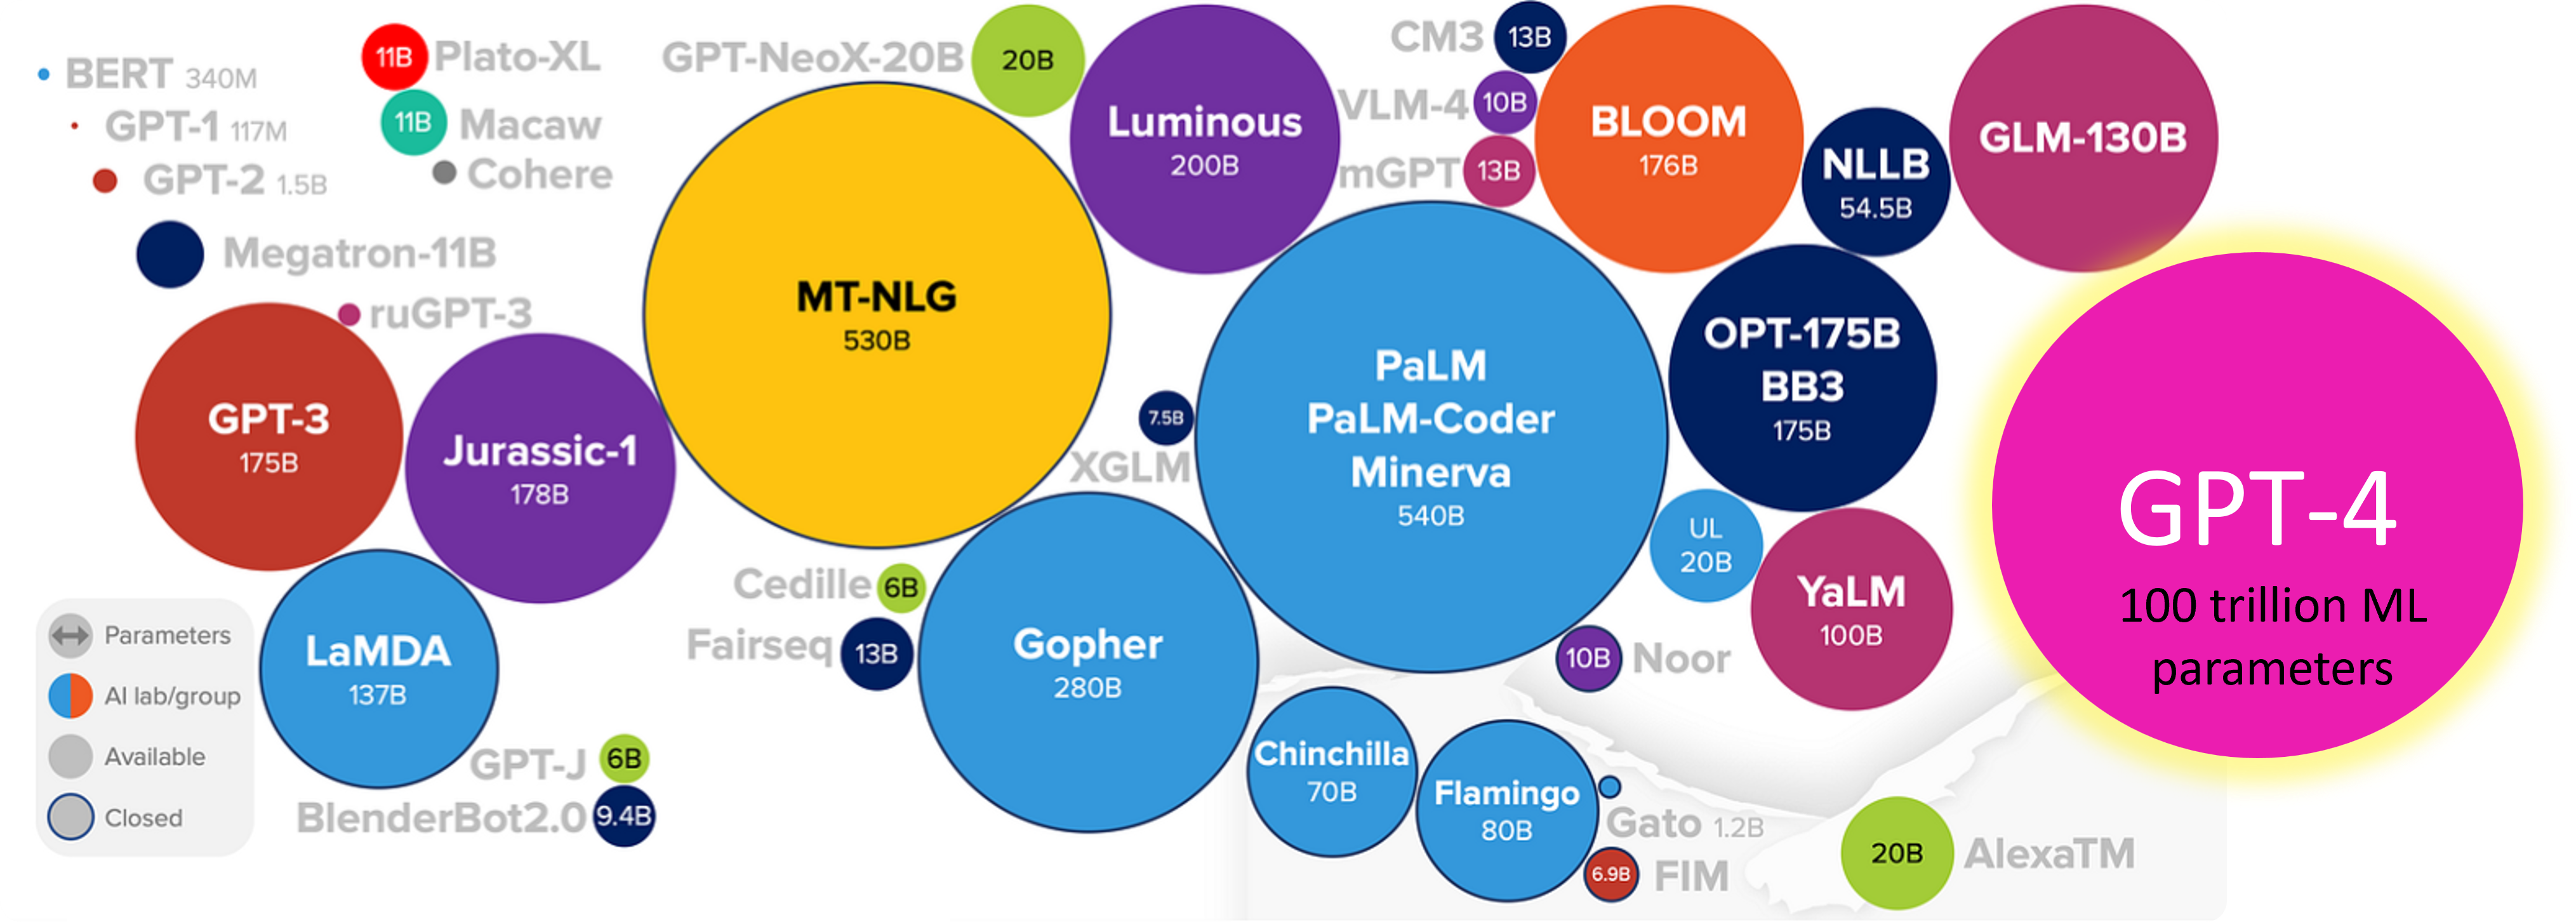 BERT 340M
GPT-1 117M
GPT-2 1.5B
Megatron-11B
11B Plato-XL
11B Macaw
Cohere
ruGPT-3
GPT-3
175B
Jurassic-1
178B
LaMDA
137B
GPT-J 6B
BlenderBot2.0 9.4B
Parameters
AI lab/group
Available
Closed
GPT-NeoX-20B 20B
MT-NLG
530B
Luminous
200B
7.5B
XGLM
Cedille 6B
Fairseq 13B
Gopher
280B
CM3 13B
VLM-4 10B
mGPT 13B
PaLM
PaLM-Coder
Minerva
540B
Chinchilla
70B
Flamingo
80B
Gato 1.2B
6.9B FIM
10B Noor
BLOOM
176B
NLLB
54.5B
GLM-130B
OPT-175B
BB3
175B
UL
20B
YaLM
100B
20B AlexaTM
GPT-4
100 trillion ML
parameters